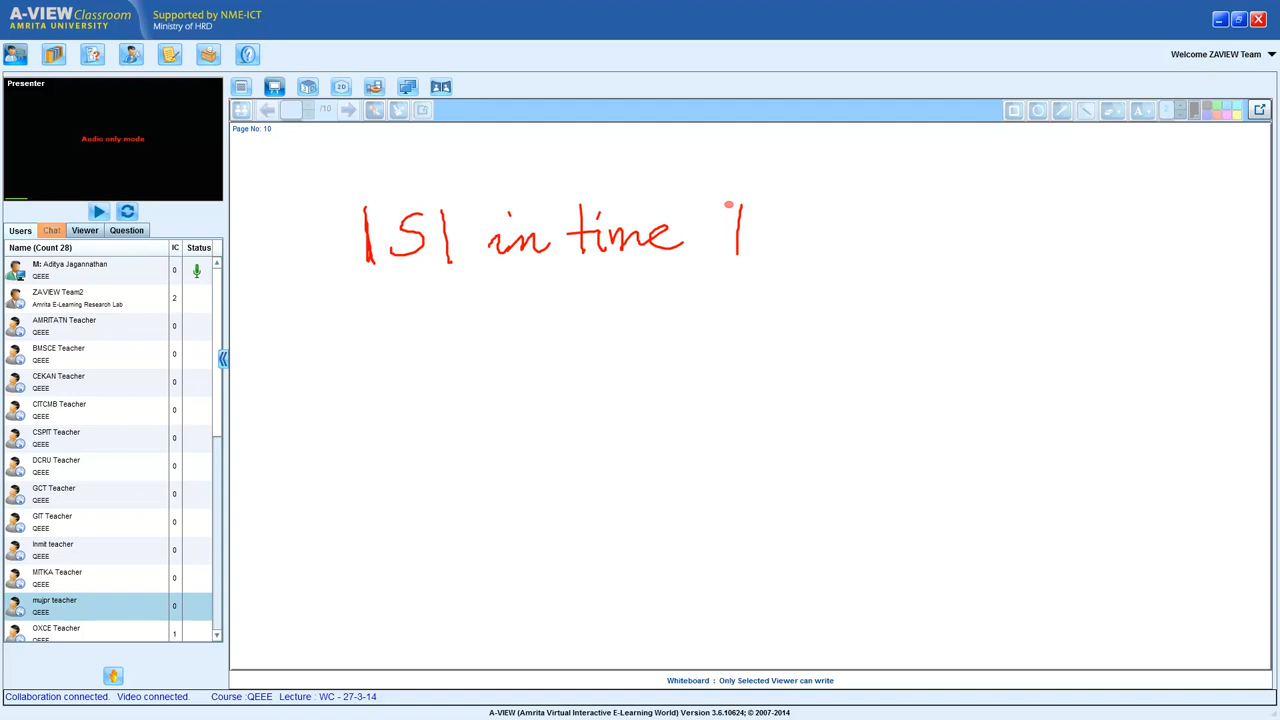 A-VIEW Classroom
AMRITA UNIVERSITY
Supported by NME-ICT
Ministry of HRD
Welcome ZAVIEW Team
Presenter
Audio only mode
/10
Page No: 10
|S| in time |
Users Chat Viewer Question
Name (Count 28) IC Status
M: Aditya Jagannathan 0
QEEE
ZAVIEW Team2 2
Amrita E-Learning Research Lab
AMRITATN Teacher 0
QEEE
BMSCE Teacher 0
QEEE
CEKAN Teacher 0
QEEE
CITCMB Teacher 0
QEEE
CSPIT Teacher 0
QEEE
DCRU Teacher 0
QEEE
GCT Teacher 0
QEEE
GIT Teacher 0
QEEE
Inmit teacher 0
QEEE
MITKA Teacher 0
QEEE
mujpr teacher 0
QEEE
OXCE Teacher 1
QEEE
Whiteboard : Only Selected Viewer can write
Collaboration connected. Video connected. Course :QEEE Lecture : WC - 27-3-14
A-VIEW (Amrita Virtual Interactive E-Learning World) Version 3.6.10624; © 2007-2014